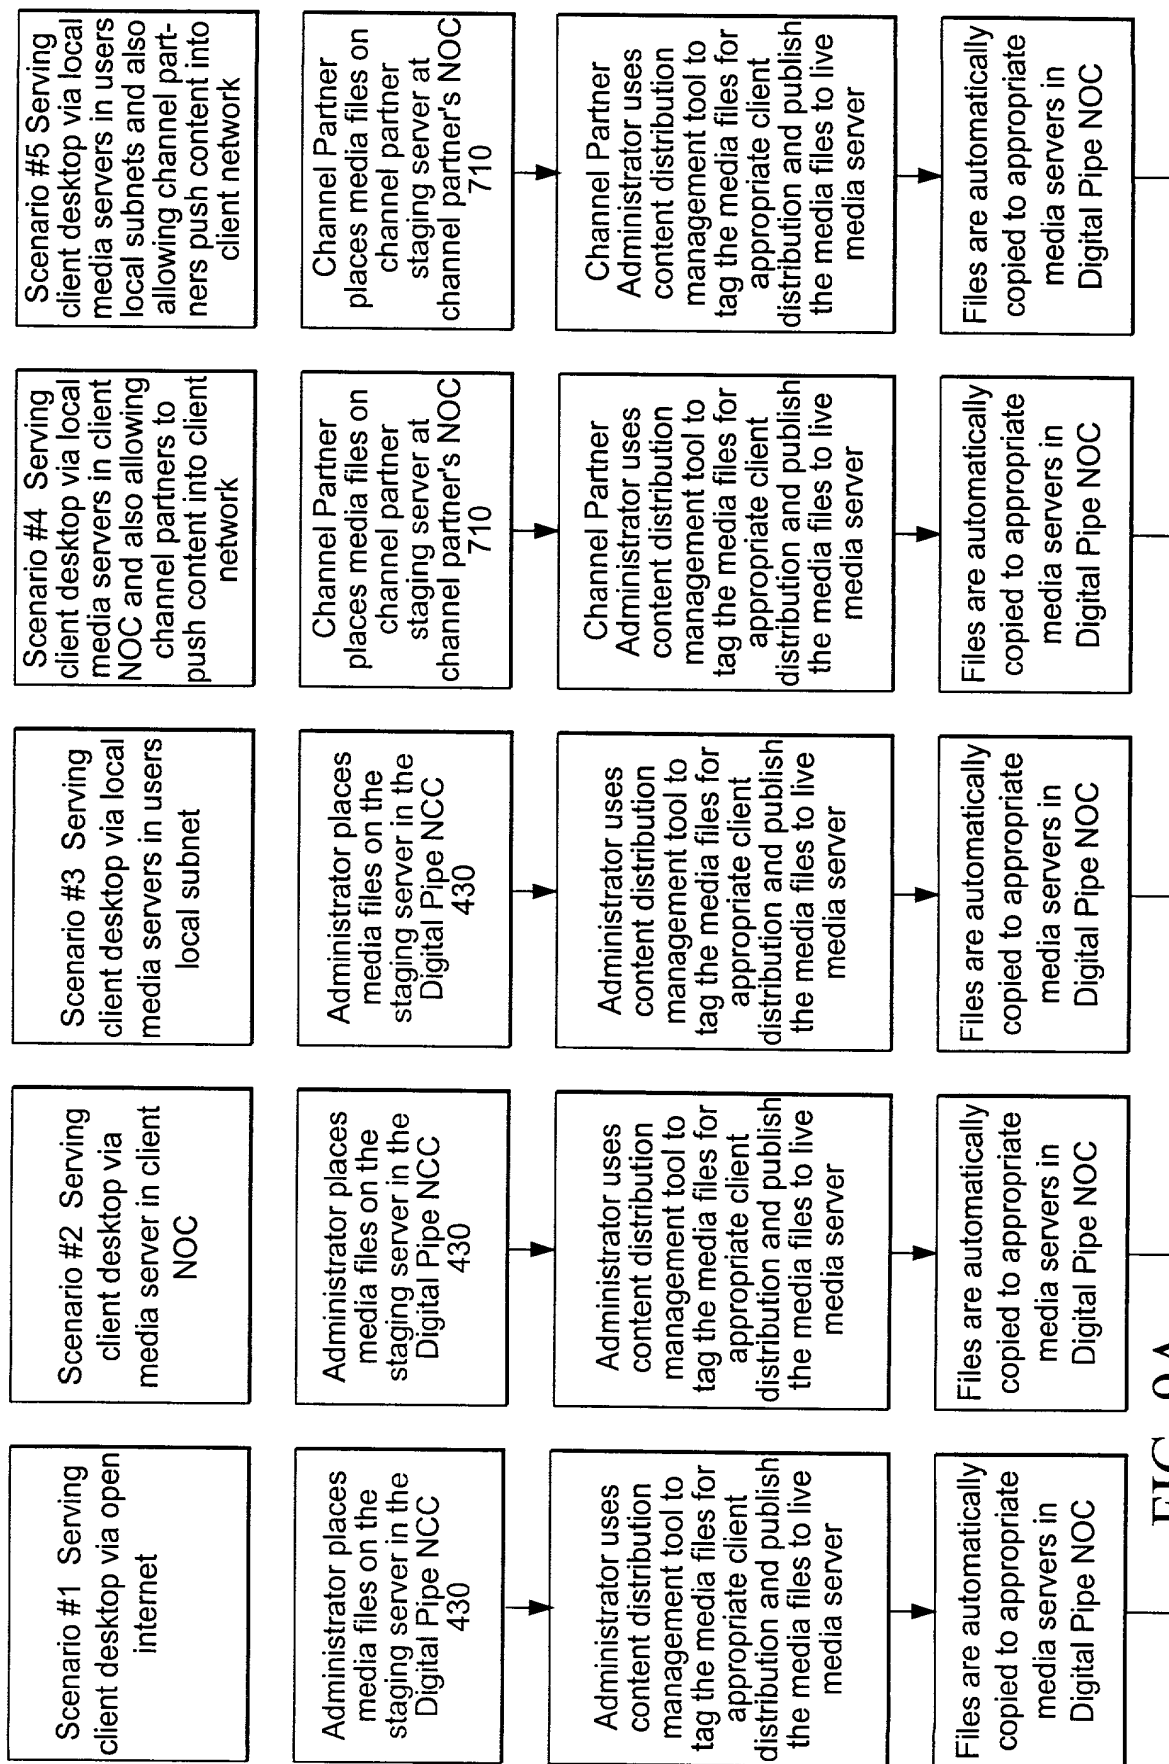 Scenario #1 Serving
client desktop via open
internet
Administrator places
media files on the
staging server in the
Digital Pipe NCC
430
Administrator uses
content distribution
management tool to
tag the media files for
appropriate client
distribution and publish
the media files to live
media server
Files are automatically
copied to appropriate
media servers in
Digital Pipe NOC
Scenario #2 Serving
client desktop via
media server in client
NOC
Administrator places
media files on the
staging server in the
Digital Pipe NCC
430
Administrator uses
content distribution
management tool to
tag the media files for
appropriate client
distribution and publish
the media files to live
media server
Files are automatically
copied to appropriate
media servers in
Digital Pipe NOC
Scenario #3 Serving
client desktop via local
media servers in users
local subnet
Administrator places
media files on the
staging server in the
Digital Pipe NCC
430
Administrator uses
content distribution
management tool to
tag the media files for
appropriate client
distribution and publish
the media files to live
media server
Files are automatically
copied to appropriate
media servers in
Digital Pipe NOC
Scenario #4 Serving
client desktop via local
media servers in client
NOC and also allowing
channel partners to
push content into client
network
Channel Partner
places media files on
channel partner
staging server at
channel partner's NOC
710
Channel Partner
Administrator uses
content distribution
management tool to
tag the media files for
appropriate client
distribution and publish
the media files to live
media server
Files are automatically
copied to appropriate
media servers in
Digital Pipe NOC
Scenario #5 Serving
client desktop via local
media servers in users
local subnets and also
allowing channel part-
ners push content into
client network
Channel Partner
places media files on
channel partner
staging server at
channel partner's NOC
710
Channel Partner
Administrator uses
content distribution
management tool to
tag the media files for
appropriate client
distribution and publish
the media files to live
media server
Files are automatically
copied to appropriate
media servers in
Digital Pipe NOC
FIG. 9A